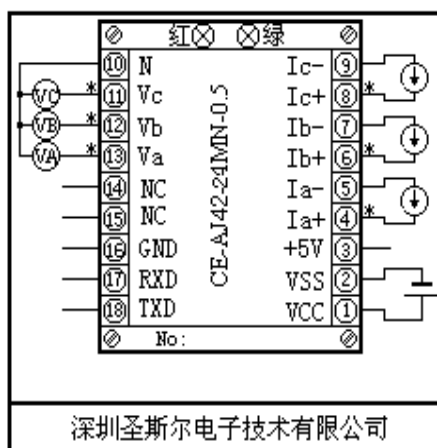 红 绿
10 N Ic- 9
VC * 11 Vc Ic+ 8 *
VB * 12 Vb Ib- 7
VA * 13 Va Ib+ 6 *
14 NC Ia- 5
15 NC Ia+ 4 *
16 GND +5V 3
17 RXD VSS 2
18 TXD VCC 1
CE-AJ42-24MN-0.5
No:
深圳圣斯尔电子技术有限公司